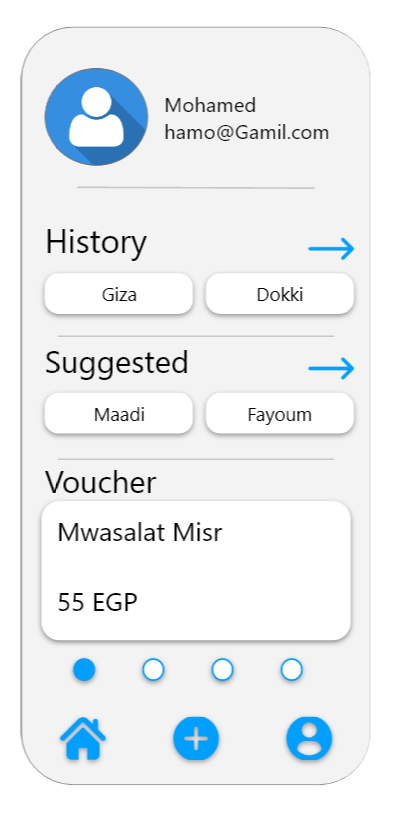 Mohamed
hamo@Gamil.com
History
Giza
Dokki
Suggested
Maadi
Fayoum
Voucher
Mwasalat Misr
55 EGP